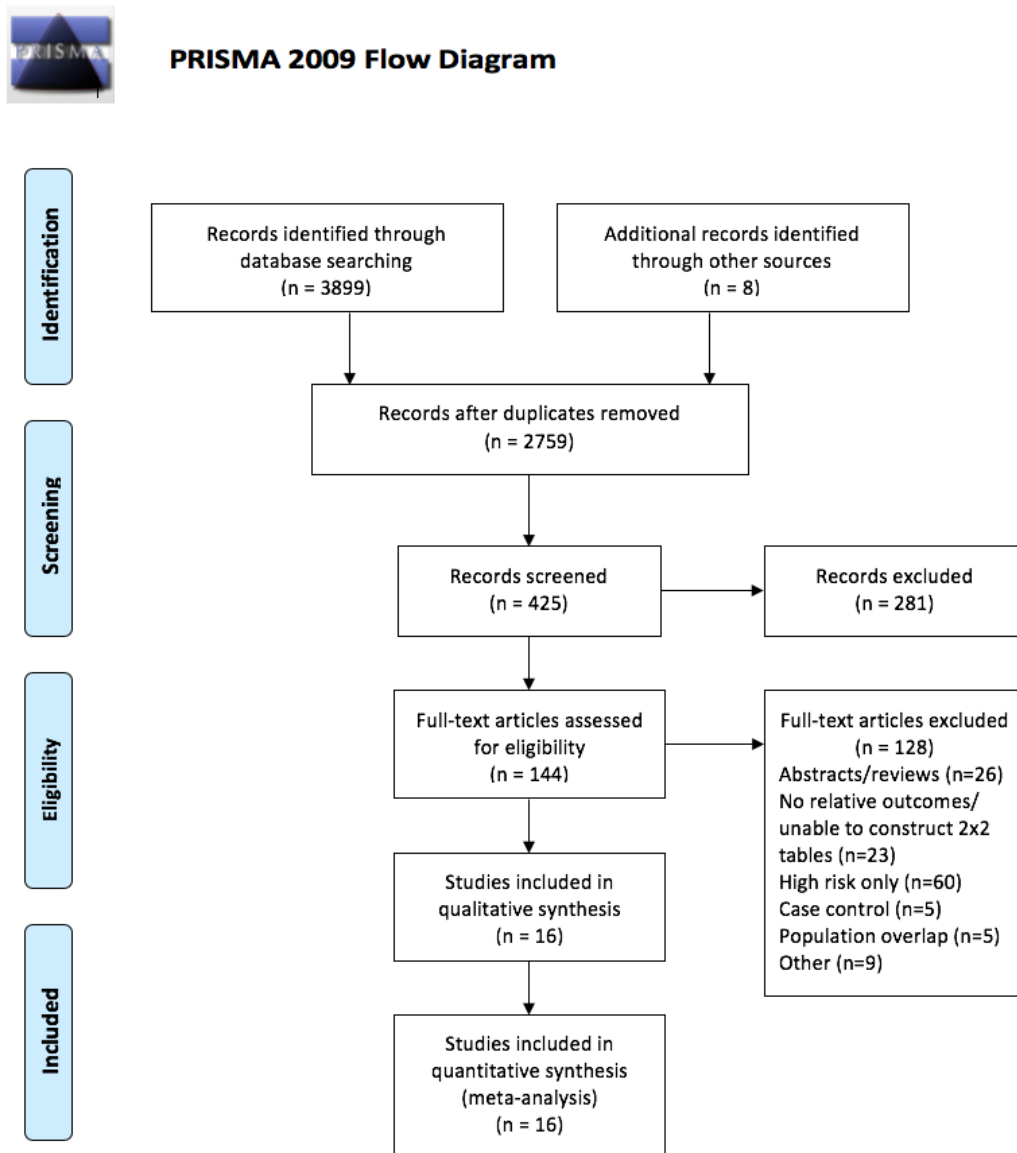 PRISMA
PRISMA 2009 Flow Diagram
Identification
Records identified through
database searching
(n = 3899)
Additional records identified
through other sources
(n = 8)
Records after duplicates removed
(n = 2759)
Screening
Records screened
(n = 425)
Records excluded
(n = 281)
Eligibility
Full-text articles assessed
for eligibility
(n = 144)
Full-text articles excluded
(n = 128)
Abstracts/reviews (n=26)
No relative outcomes/
unable to construct 2x2
tables (n=23)
High risk only (n=60)
Case control (n=5)
Population overlap (n=5)
Other (n=9)
Studies included in
qualitative synthesis
(n = 16)
Included
Studies included in
quantitative synthesis
(meta-analysis)
(n = 16)